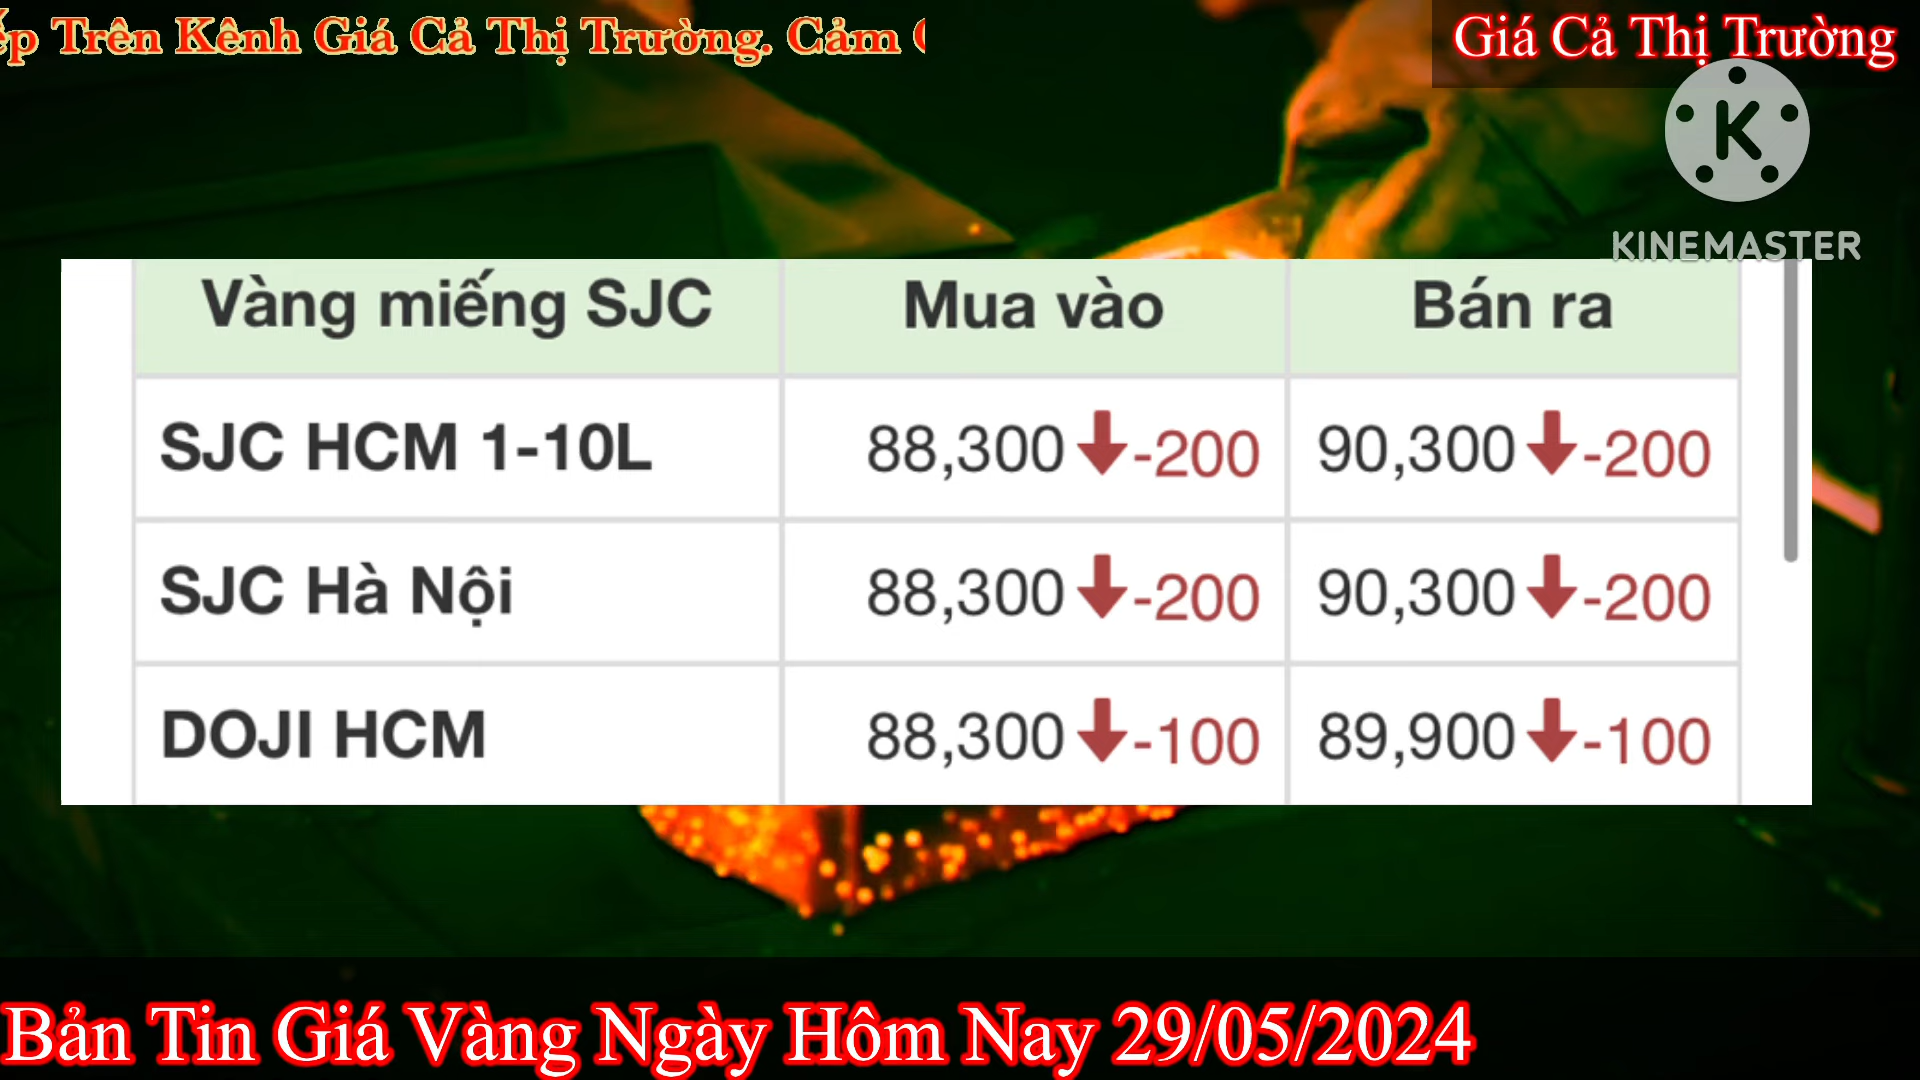 Trên Kênh Giá Cả Thị Trường. Cảm
Giá Cả Thị Trường
K
KINEMASTER
Vàng miếng SJC Mua vào Bán ra
SJC HCM 1-10L 88,300 -200 90,300 -200
SJC Hà Nội 88,300 -200 90,300 -200
DOJI HCM 88,300 -100 89,900 -100
Bản Tin Giá Vàng Ngày Hôm Nay 29/05/2024